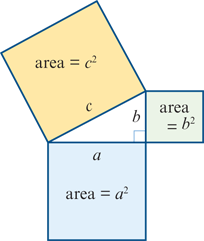 area = c²
c
b
area
= b²
a
area = a²